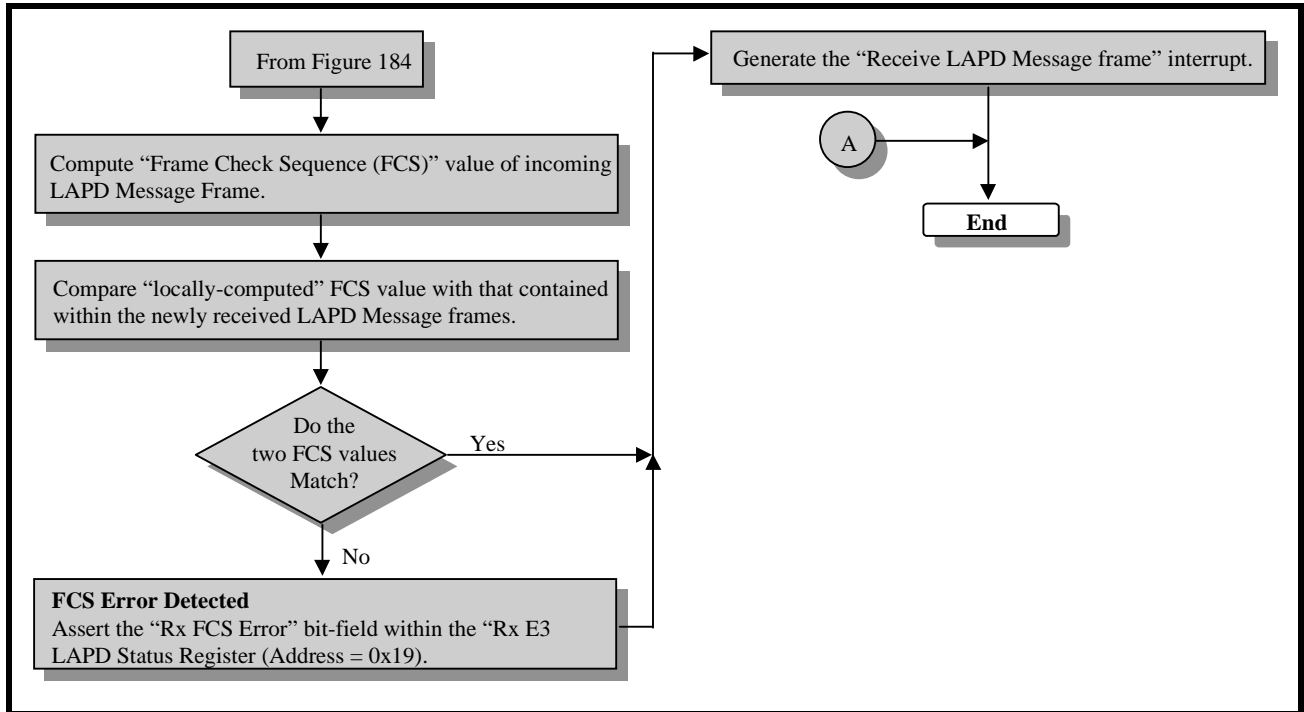 From Figure 184
Compute “Frame Check Sequence (FCS)” value of incoming
LAPD Message Frame.
Compare “locally-computed” FCS value with that contained
within the newly received LAPD Message frames.
Do the
two FCS values
Match?
Yes
No
FCS Error Detected
Assert the “Rx FCS Error” bit-field within the “Rx E3
LAPD Status Register (Address = 0x19).
Generate the “Receive LAPD Message frame” interrupt.
A
End